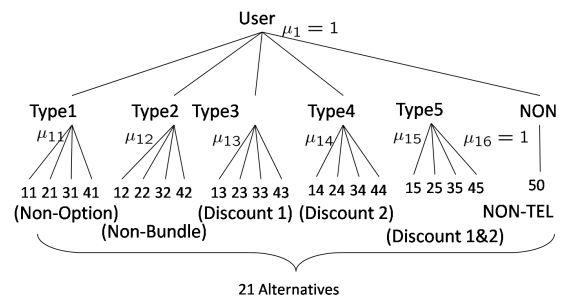 User
μ₁ = 1
Type1 Type2 Type3 Type4 Type5 NON
μ₁₁ μ₁₂ μ₁₃ μ₁₄ μ₁₅ μ₁₆ = 1
11 21 31 41 12 22 32 42 13 23 33 43 14 24 34 44 15 25 35 45 50
(Non-Option) (Discount 1) (Discount 2) NON-TEL
(Non-Bundle) (Discount 1&2)
21 Alternatives